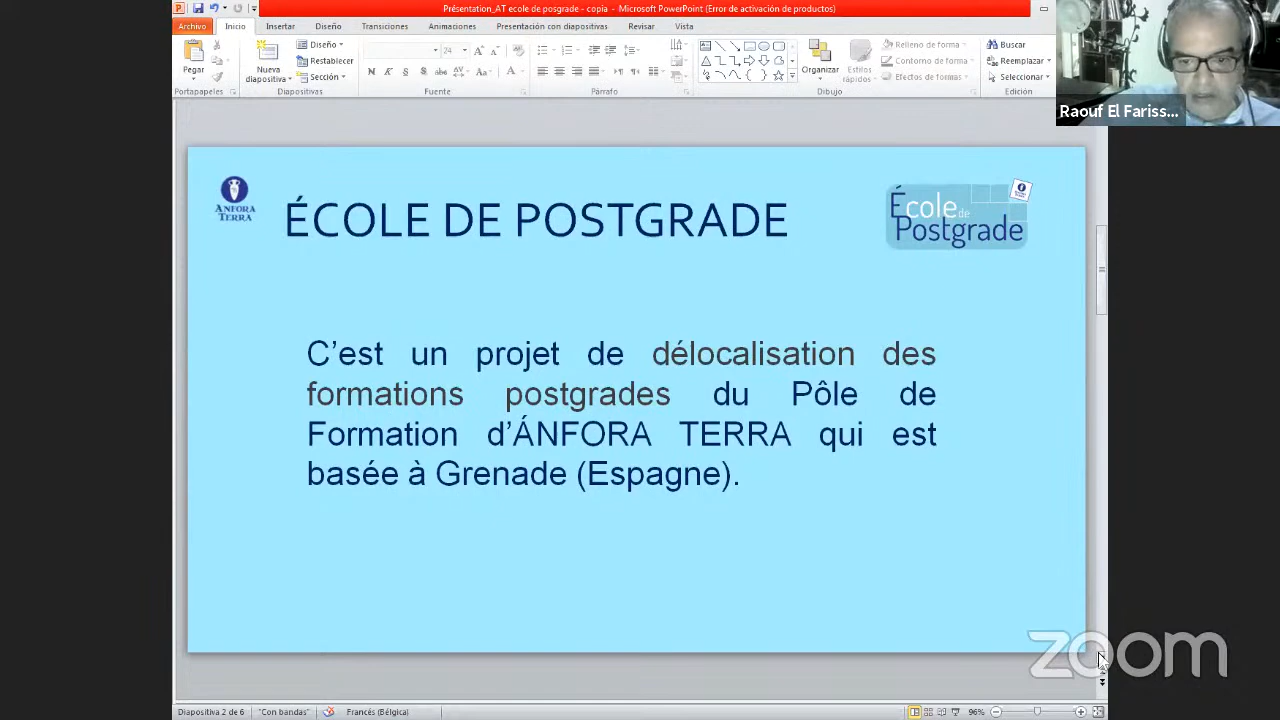 Présentation_AT ecole de posgrade - copia - Microsoft PowerPoint (Error de activación de productos)
Archivo Inicio Insertar Diseño Transiciones Animaciones Presentación con diapositivas Revisar Vista
Pegar
Nueva diapositiva
Diseño
Restablecer
Sección
24
N K S S abc AV Aa A
Organizar
Estilos rápidos
Relleno de forma
Contorno de forma
Efectos de formas
Buscar
Reemplazar
Seleccionar
Portapapeles Diapositivas Fuente Párrafo Dibujo Edición
Raouf El Fariss...
ÁNFORA
TERRA
ÉCOLE DE POSTGRADE
École de
Postgrade
C’est un projet de délocalisation des
formations postgrades du Pôle de
Formation d’ÁNFORA TERRA qui est
basée à Grenade (Espagne).
zoom
Diapositiva 2 de 6 "Con bandas" Francés (Bélgica) 96%